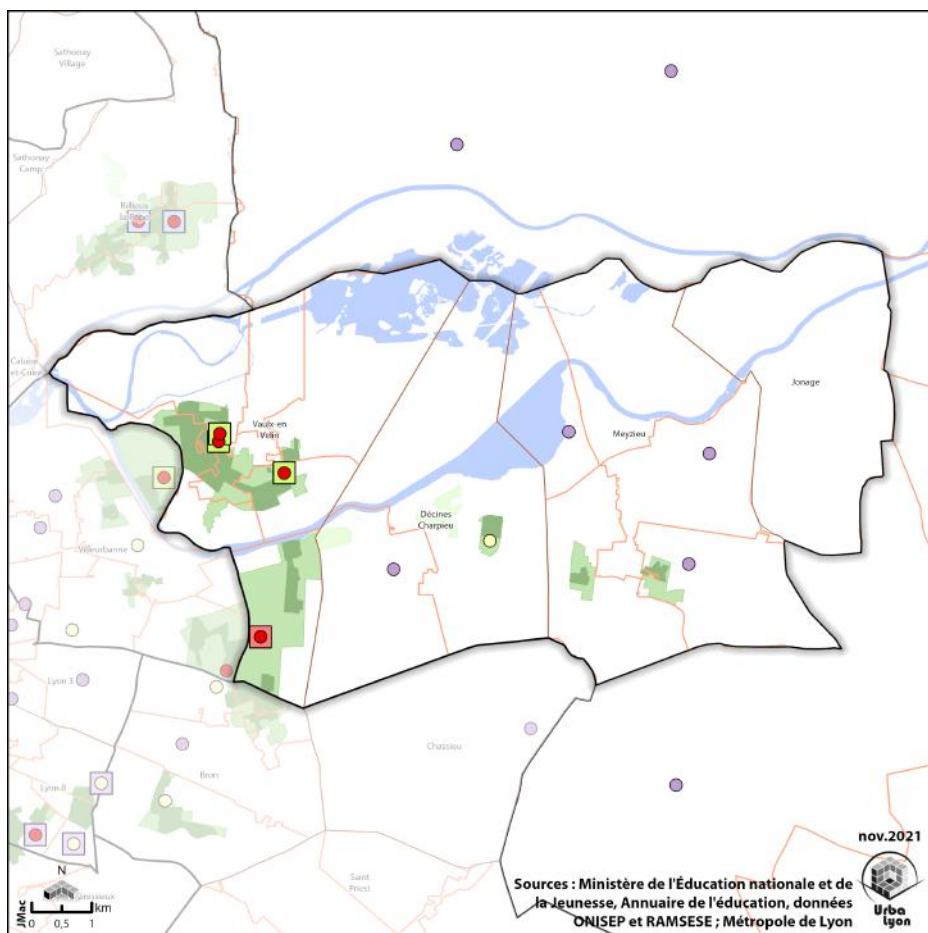 Sathonay
Village
Sathonay
Camp
Rillieux
la Pape
Caluire
et-Cuire
Vaulx-en
Velin
Jonage
Meyzieu
Décines
Charpieu
Villeurbanne
Lyon 3
Chassieu
Bron
Lyon 8
Saint
Priest
nov.2021
N
km
0 0,5 1
JMac
Sources : Ministère de l'Éducation nationale et de
la Jeunesse, Annuaire de l'éducation, données
ONISEP et RAMSESE ; Métropole de Lyon
Urba
Lyon